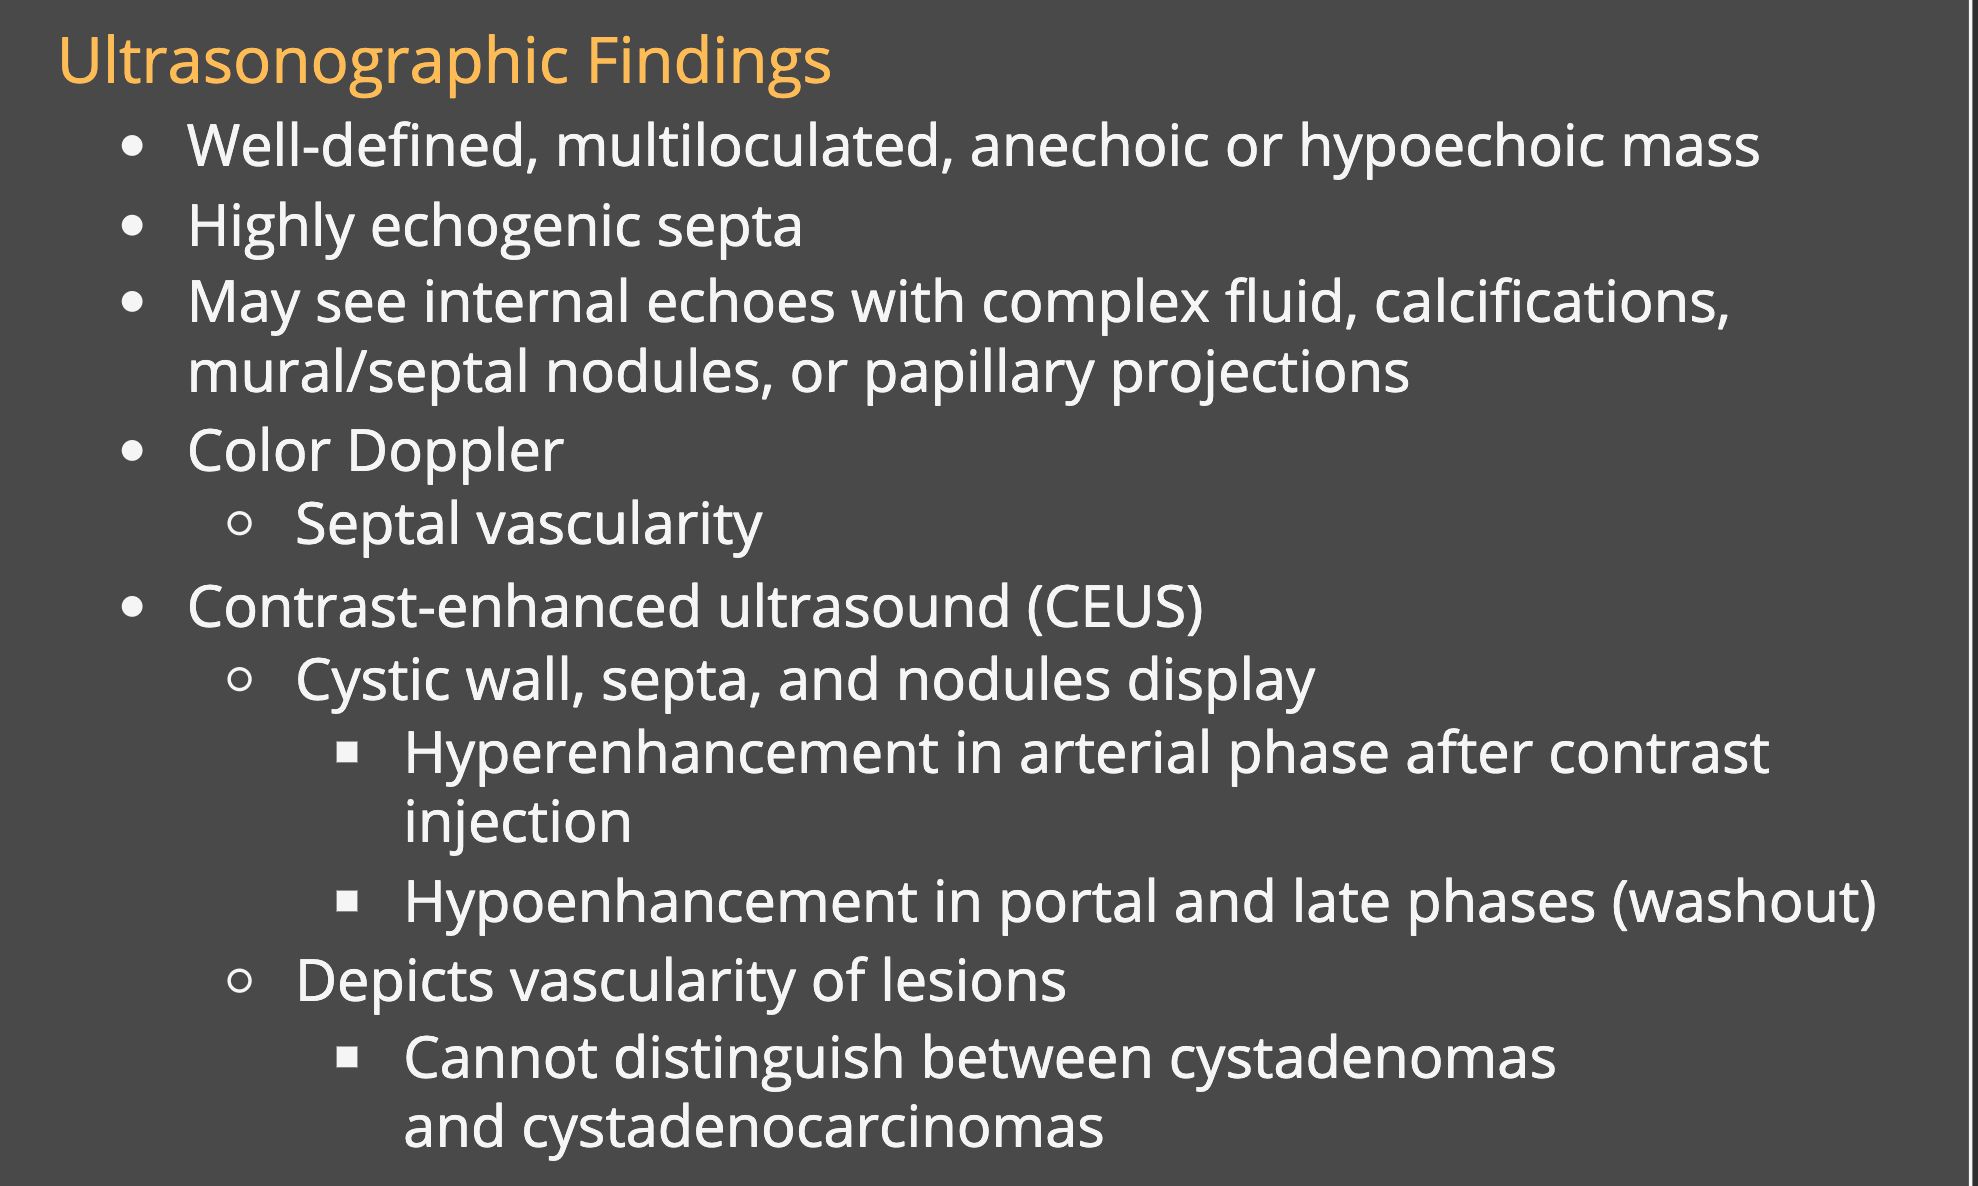 Ultrasonographic Findings
• Well-defined, multiloculated, anechoic or hypoechoic mass
• Highly echogenic septa
• May see internal echoes with complex fluid, calcifications,
mural/septal nodules, or papillary projections
• Color Doppler
○ Septal vascularity
• Contrast-enhanced ultrasound (CEUS)
○ Cystic wall, septa, and nodules display
▪ Hyperenhancement in arterial phase after contrast
injection
▪ Hypoenhancement in portal and late phases (washout)
○ Depicts vascularity of lesions
▪ Cannot distinguish between cystadenomas
and cystadenocarcinomas